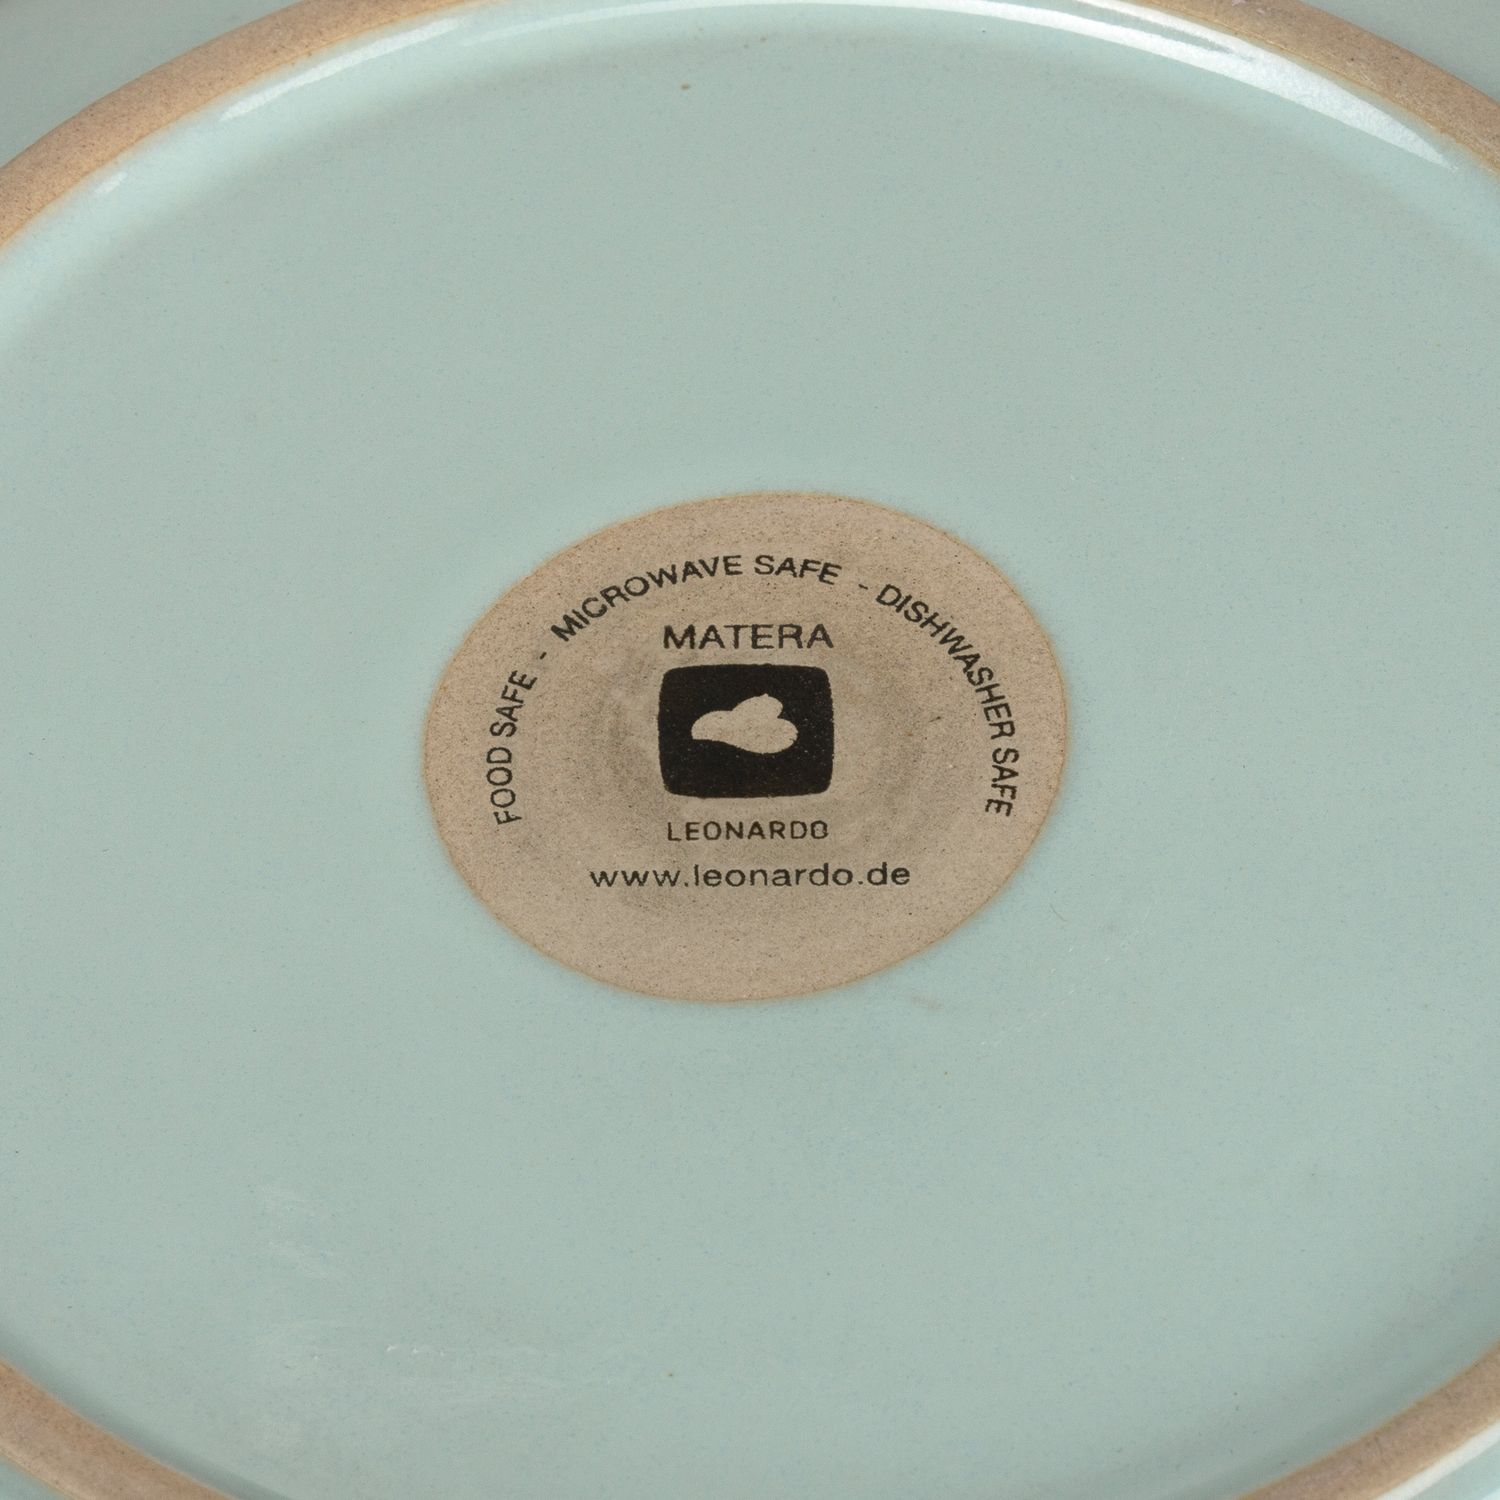 FOOD SAFE - MICROWAVE SAFE - DISHWASHER SAFE
MATERA
LEONARDO
www.leonardo.de